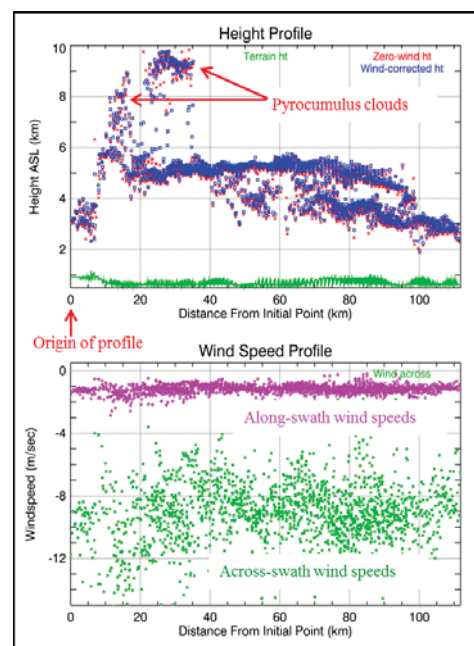 Height Profile
Terrain ht
Zero-wind ht
Wind-corrected ht
Pyrocumulus clouds
Height ASL (km)
10
8
6
4
2
0 20 40 60 80 100
Distance From Initial Point (km)
Origin of profile
Wind Speed Profile
Wind across
Along-swath wind speeds
Windspeed (m/sec)
0
-4
-8
-12
Across-swath wind speeds
0 20 40 60 80 100
Distance From Initial Point (km)